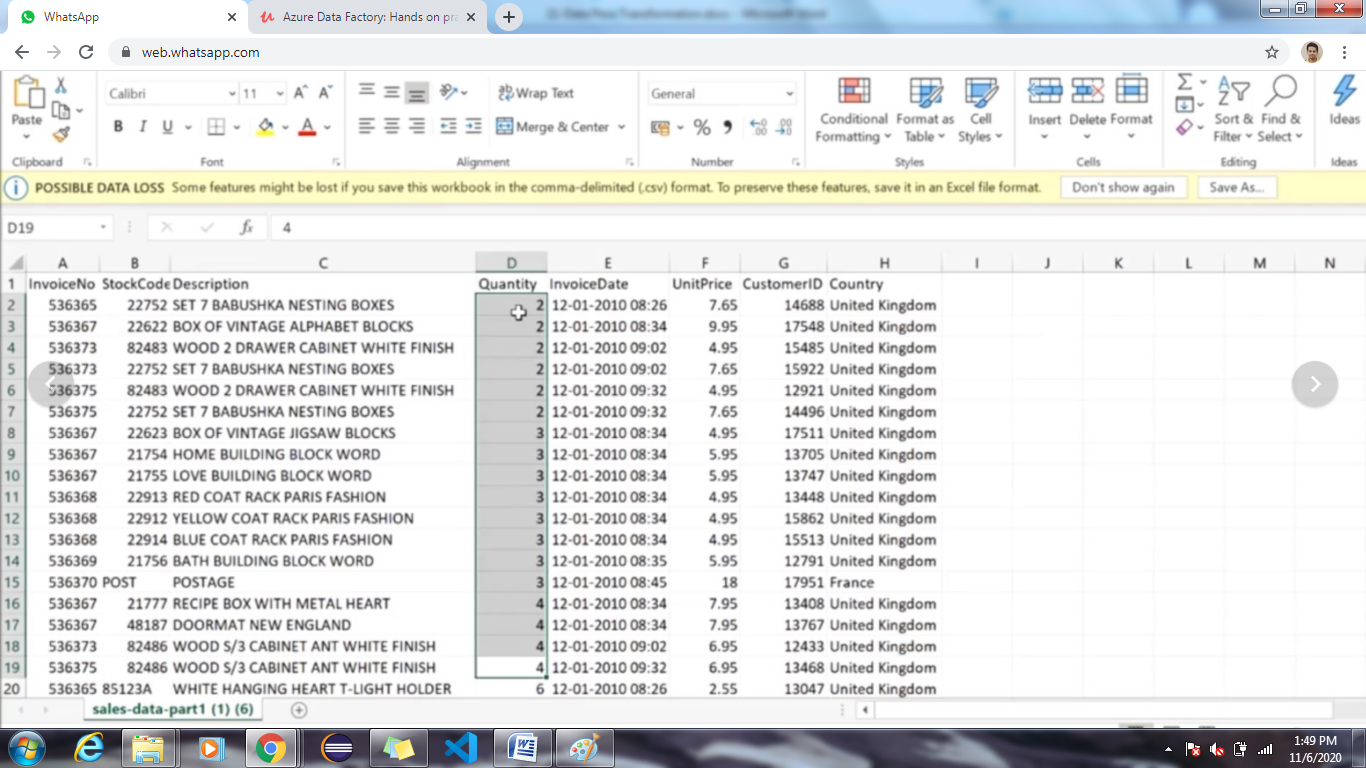 WhatsApp
Azure Data Factory: Hands on pra
web.whatsapp.com
Calibri 11 Wrap Text General
Paste B I U Merge & Center % Conditional Formatting Format as Table Cell Styles Insert Delete Format Sort & Filter Find & Select Ideas
Clipboard Font Alignment Number Styles Cells Editing Ideas
POSSIBLE DATA LOSS Some features might be lost if you save this workbook in the comma-delimited (.csv) format. To preserve these features, save it in an Excel file format. Don't show again Save As...
D19 fx 4
A B C D E F G H I J K L M N
1 InvoiceNo StockCode Description Quantity InvoiceDate UnitPrice CustomerID Country
2 536365 22752 SET 7 BABUSHKA NESTING BOXES 2 12-01-2010 08:26 7.65 14688 United Kingdom
3 536367 22622 BOX OF VINTAGE ALPHABET BLOCKS 2 12-01-2010 08:34 9.95 17548 United Kingdom
4 536373 82483 WOOD 2 DRAWER CABINET WHITE FINISH 2 12-01-2010 09:02 4.95 15485 United Kingdom
5 536373 22752 SET 7 BABUSHKA NESTING BOXES 2 12-01-2010 09:02 7.65 15922 United Kingdom
6 536375 82483 WOOD 2 DRAWER CABINET WHITE FINISH 2 12-01-2010 09:32 4.95 12921 United Kingdom
7 536375 22752 SET 7 BABUSHKA NESTING BOXES 2 12-01-2010 09:32 7.65 14496 United Kingdom
8 536367 22623 BOX OF VINTAGE JIGSAW BLOCKS 3 12-01-2010 08:34 4.95 17511 United Kingdom
9 536367 21754 HOME BUILDING BLOCK WORD 3 12-01-2010 08:34 5.95 13705 United Kingdom
10 536367 21755 LOVE BUILDING BLOCK WORD 3 12-01-2010 08:34 5.95 13747 United Kingdom
11 536368 22913 RED COAT RACK PARIS FASHION 3 12-01-2010 08:34 4.95 13448 United Kingdom
12 536368 22912 YELLOW COAT RACK PARIS FASHION 3 12-01-2010 08:34 4.95 15862 United Kingdom
13 536368 22914 BLUE COAT RACK PARIS FASHION 3 12-01-2010 08:34 4.95 15513 United Kingdom
14 536369 21756 BATH BUILDING BLOCK WORD 3 12-01-2010 08:35 5.95 12791 United Kingdom
15 536370 POST POSTAGE 3 12-01-2010 08:45 18 17951 France
16 536367 21777 RECIPE BOX WITH METAL HEART 4 12-01-2010 08:34 7.95 13408 United Kingdom
17 536367 48187 DOORMAT NEW ENGLAND 4 12-01-2010 08:34 7.95 13767 United Kingdom
18 536373 82486 WOOD S/3 CABINET ANT WHITE FINISH 4 12-01-2010 09:02 6.95 12433 United Kingdom
19 536375 82486 WOOD S/3 CABINET ANT WHITE FINISH 4 12-01-2010 09:32 6.95 13468 United Kingdom
20 536365 85123A WHITE HANGING HEART T-LIGHT HOLDER 6 12-01-2010 08:26 2.55 13047 United Kingdom
sales-data-part1 (1) (6)
1:49 PM
11/6/2020